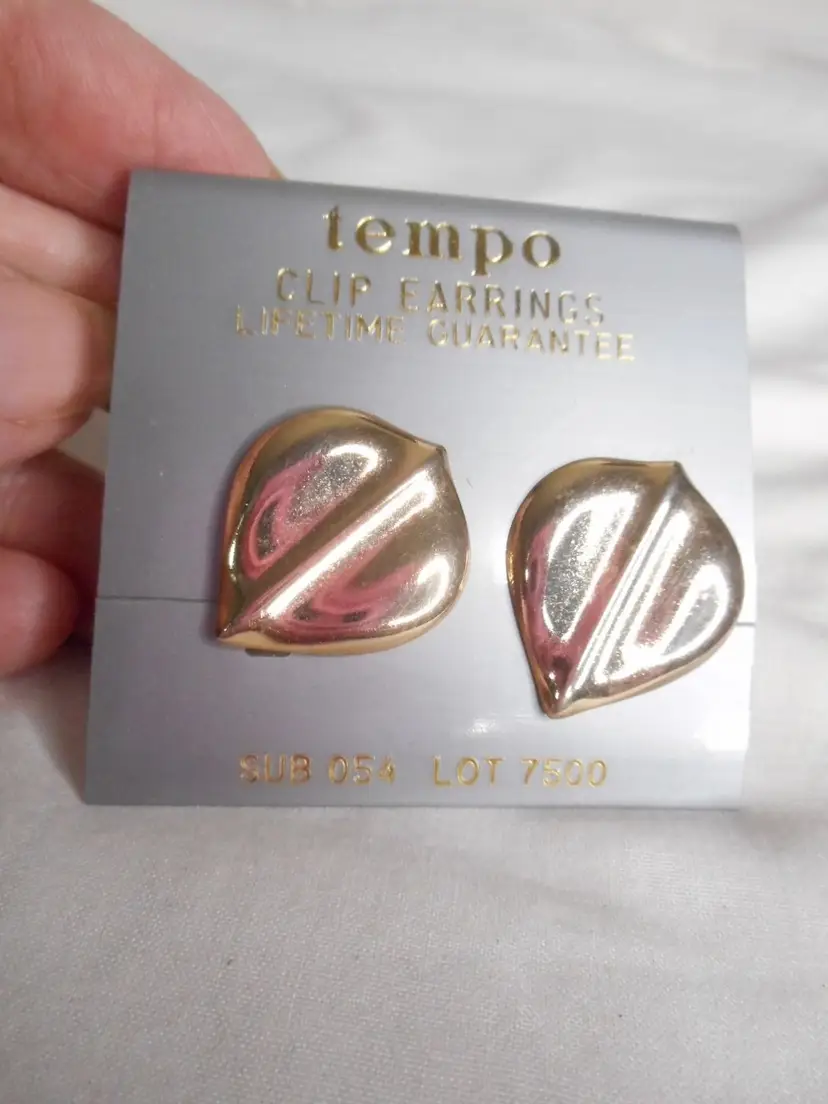 tempo
CLIP EARRINGS
LIFETIME GUARANTEE
SUB 054 LOT 7500